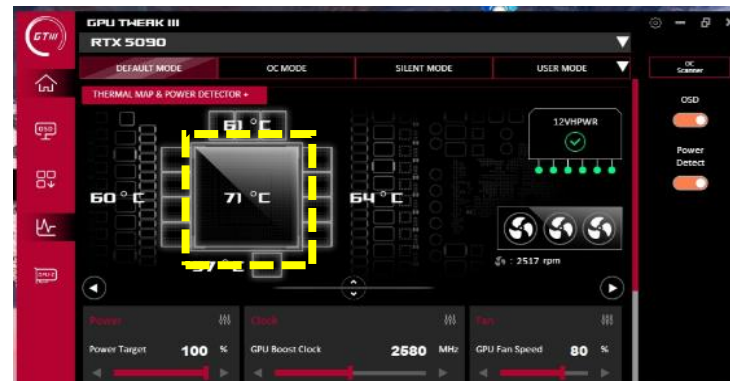 GTIII
GPU TWEAK III
RTX 5090
DEFAULT MODE
OC MODE
SILENT MODE
USER MODE
OC
Scanner
THERMAL MAP & POWER DETECTOR +
OSD
Power
Detect
12VHPWR
61 °C
60 °C
71 °C
64 °C
: 2517 rpm
Power
Clock
Fan
Power Target 100 %
GPU Boost Clock 2580 MHz
GPU Fan Speed 80 %